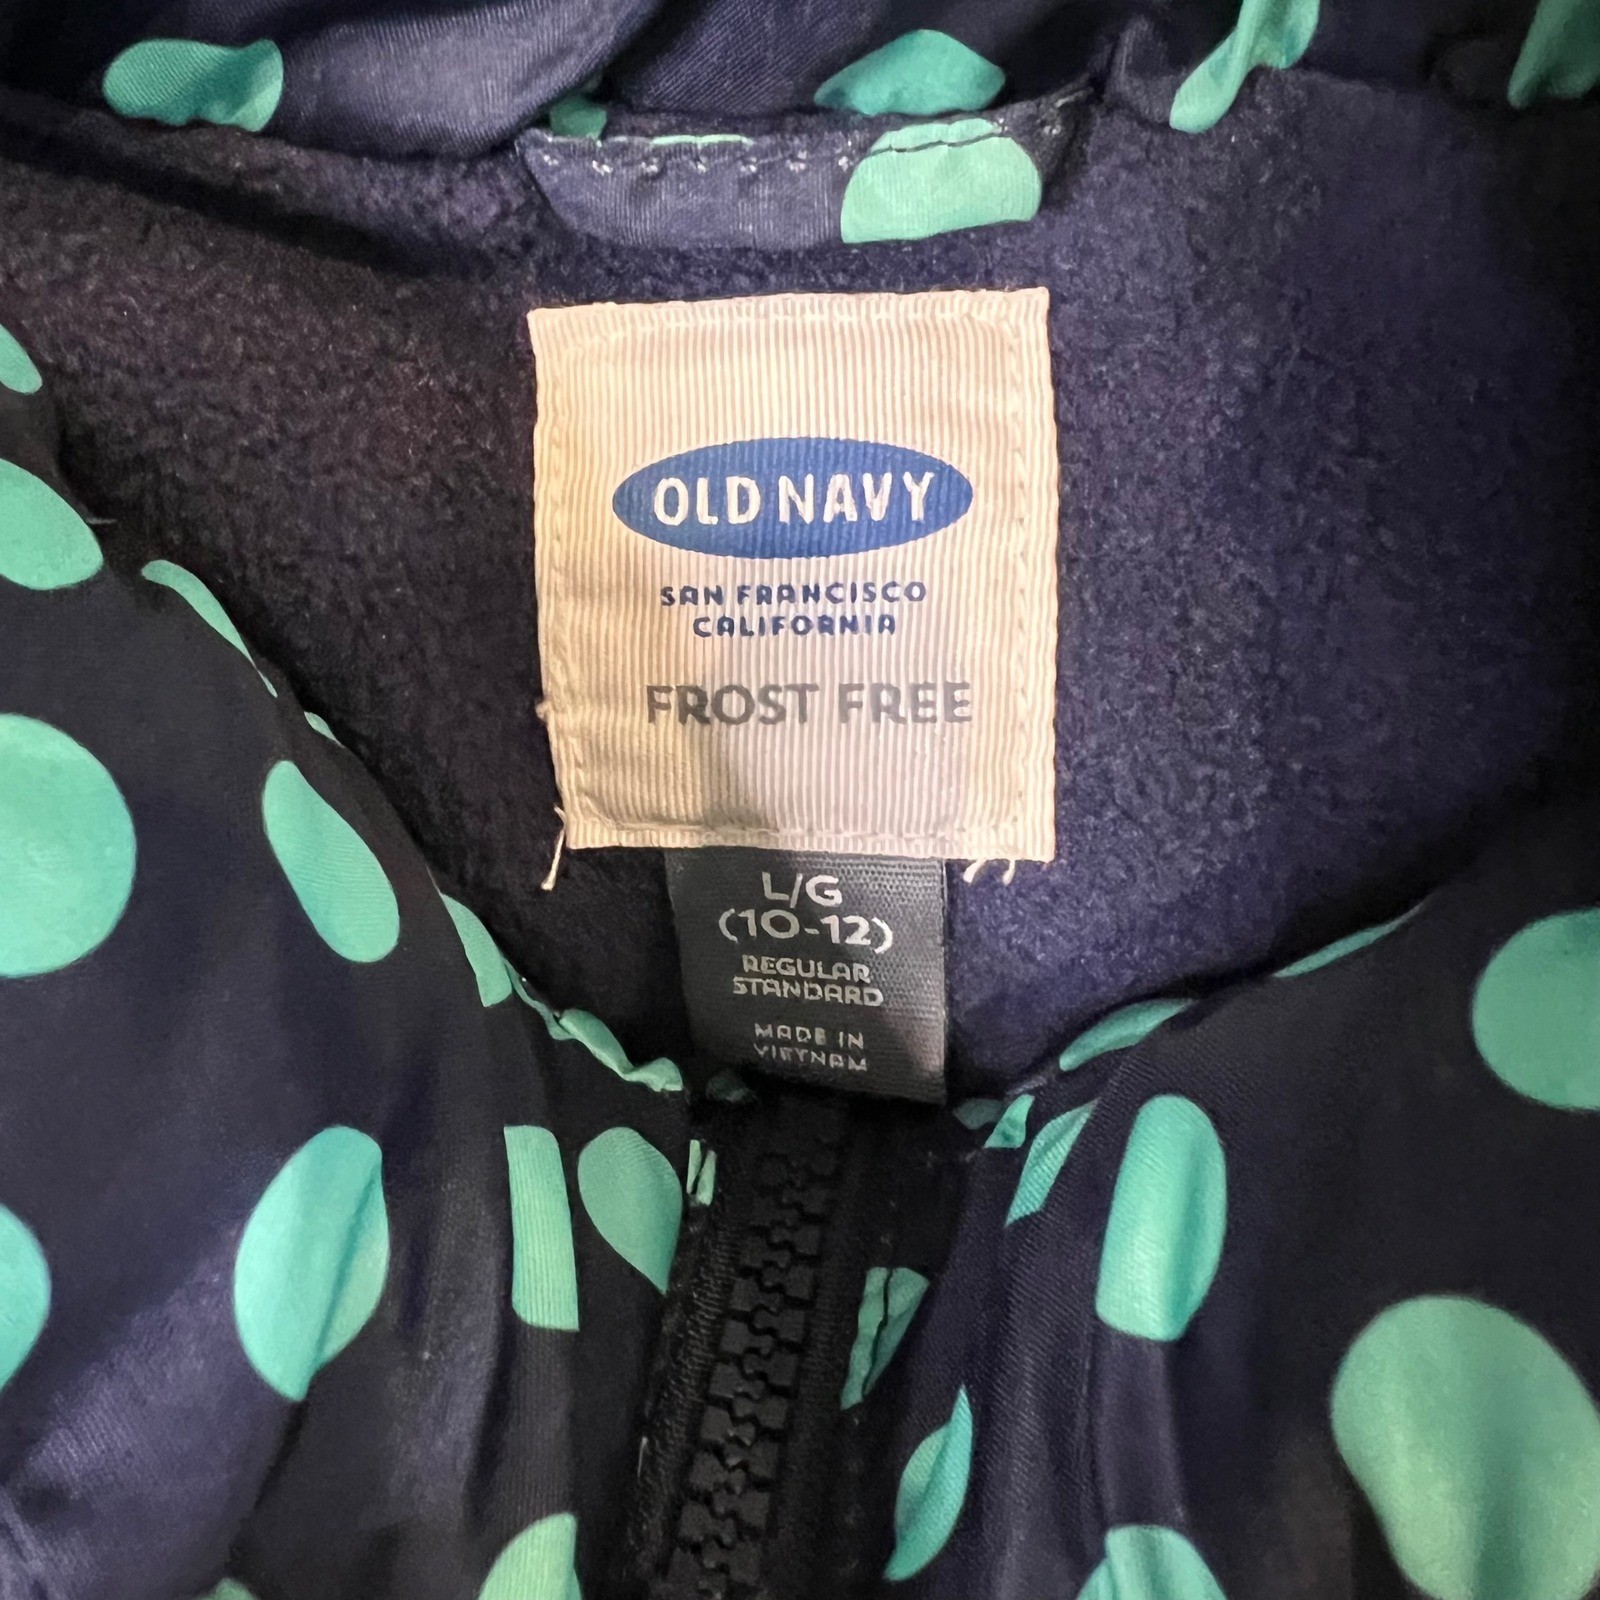 OLD NAVY
SAN FRANCISCO
CALIFORNIA
FROST FREE
L/G
(10-12)
REGULAR
STANDARD
MADE IN
VIETNAM